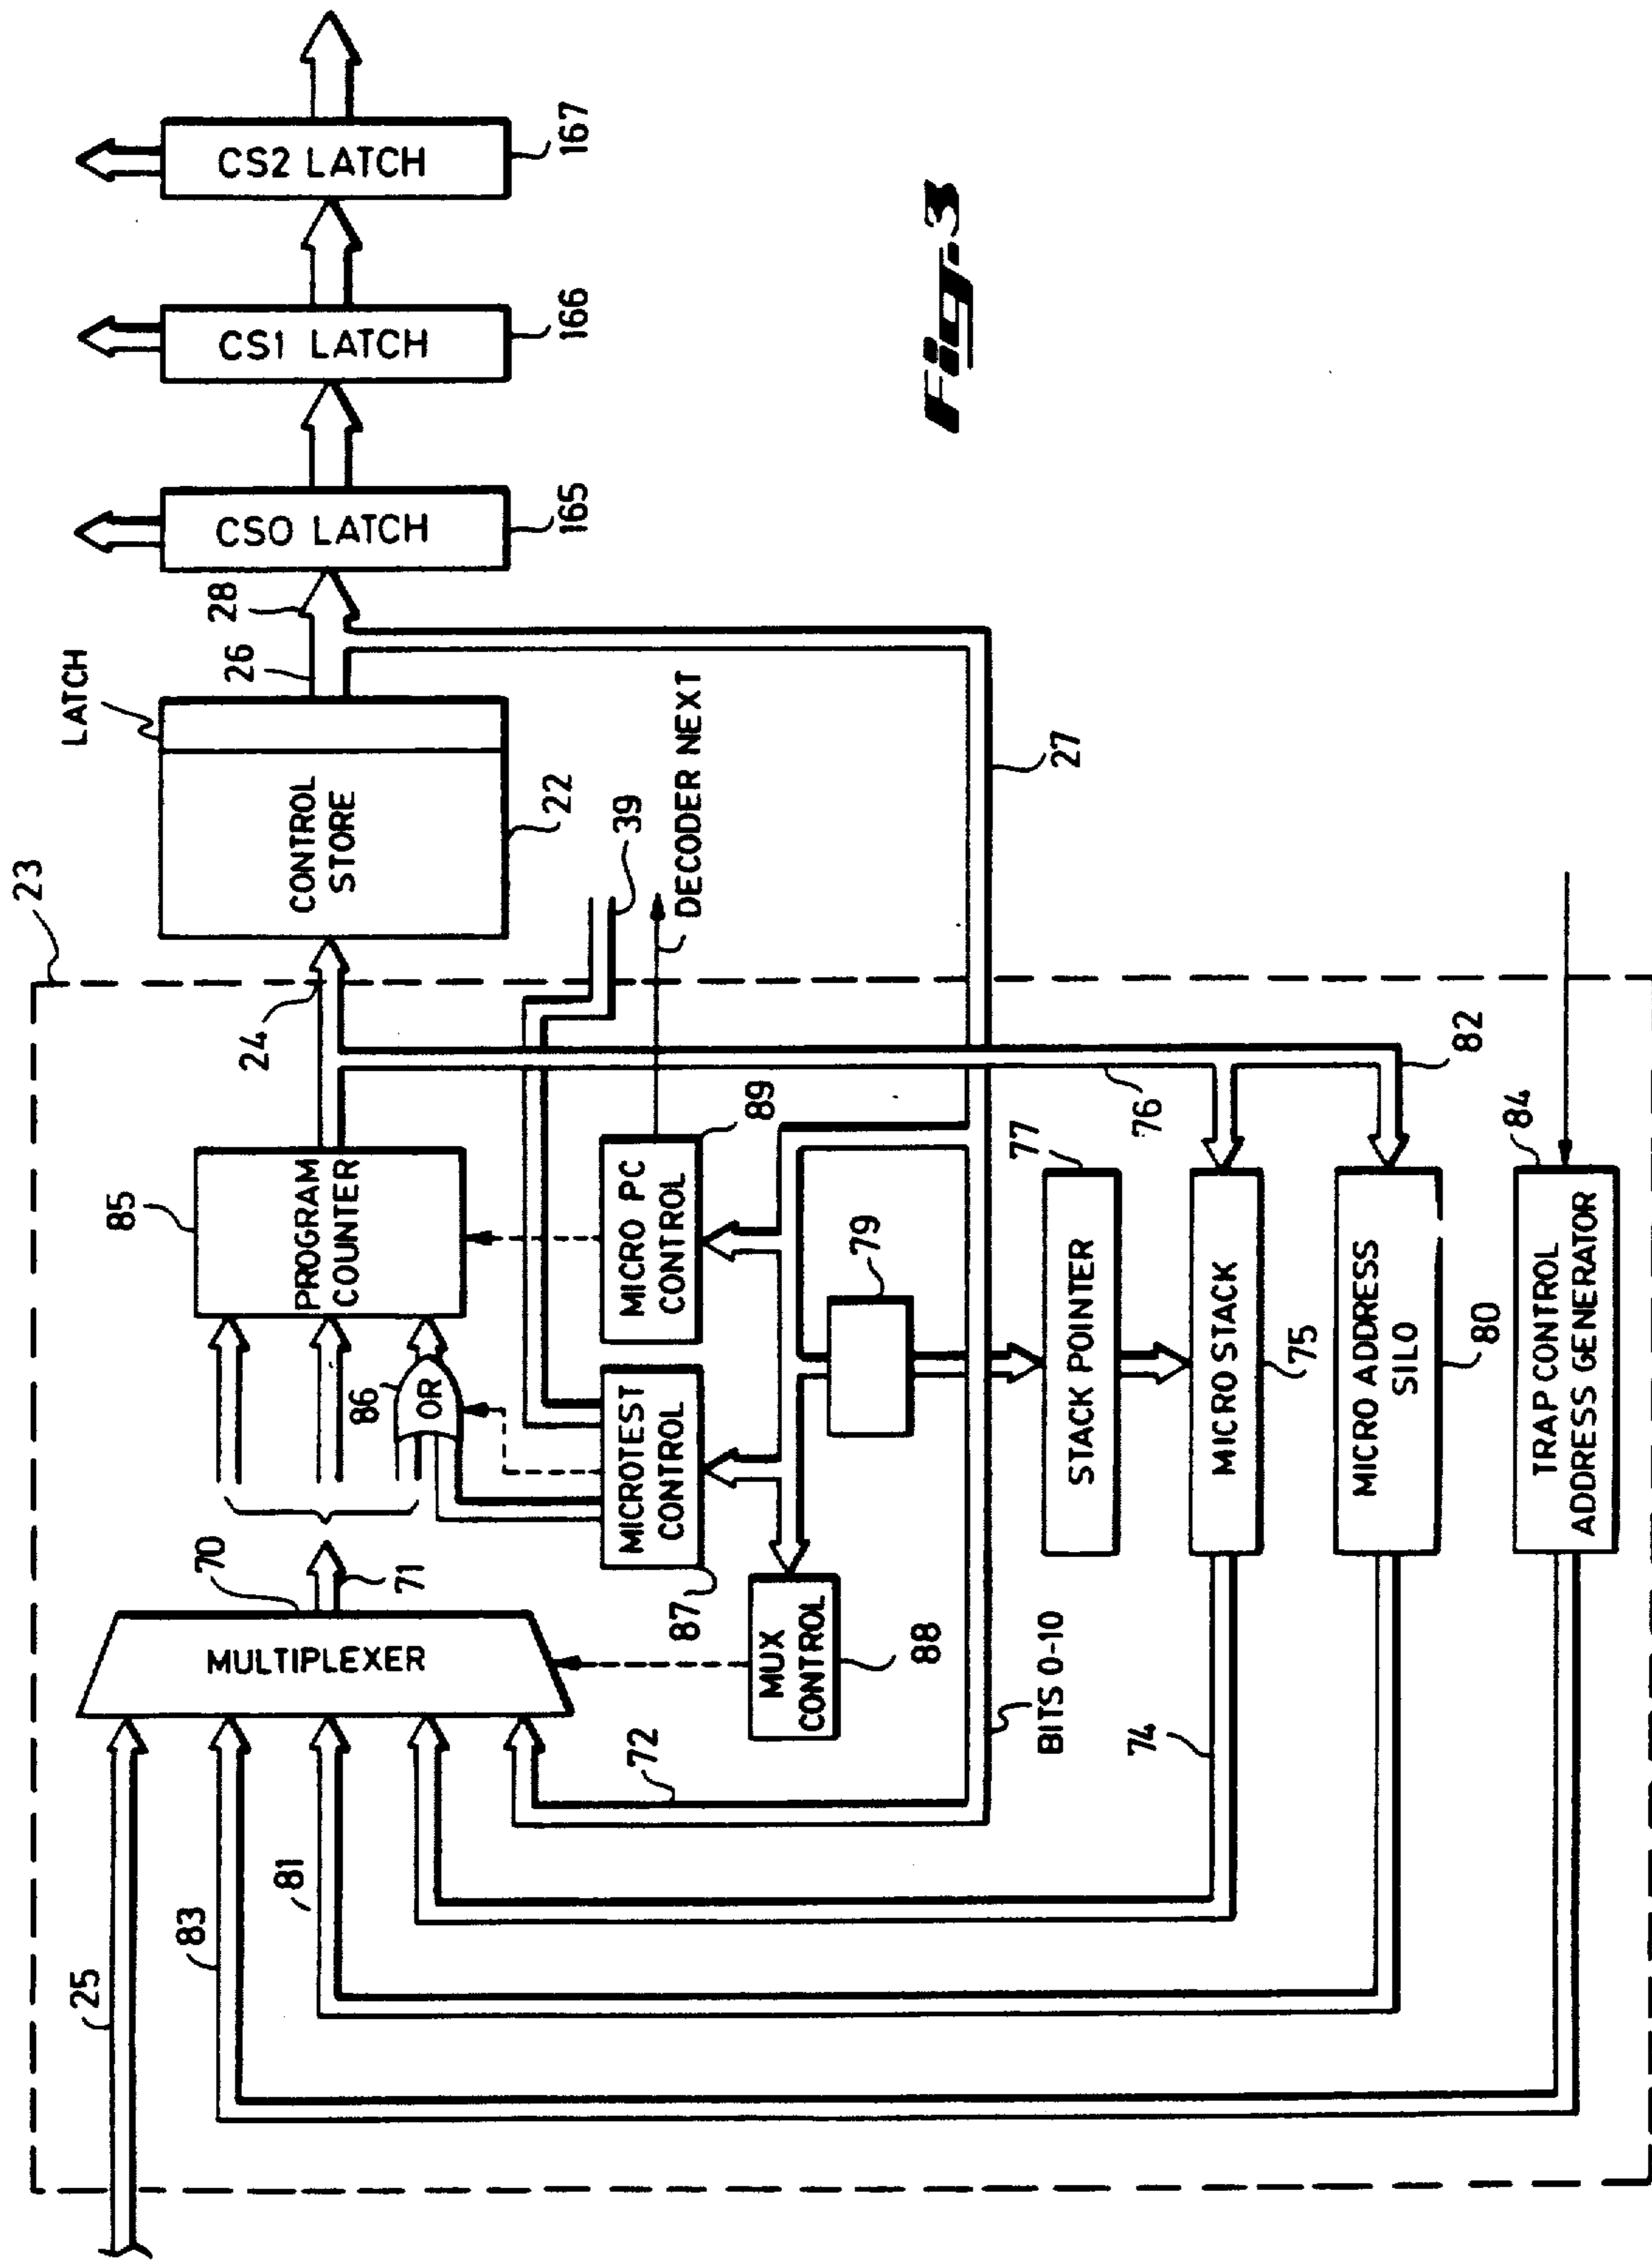 23
25
83
81
72
74
MULTIPLEXER
70
71
85
PROGRAM
COUNTER
86
OR
24
LATCH
CONTROL
STORE
22
26
28
CS0 LATCH
165
CS1 LATCH
166
CS2 LATCH
167
39
DECODER NEXT
MICROTEST
CONTROL
87
MICRO PC
CONTROL
89
MUX
CONTROL
88
79
27
BITS 0-10
STACK POINTER
77
76
MICRO STACK
75
MICRO ADDRESS
SILO
80
82
TRAP CONTROL
ADDRESS GENERATOR
84
Fig.3